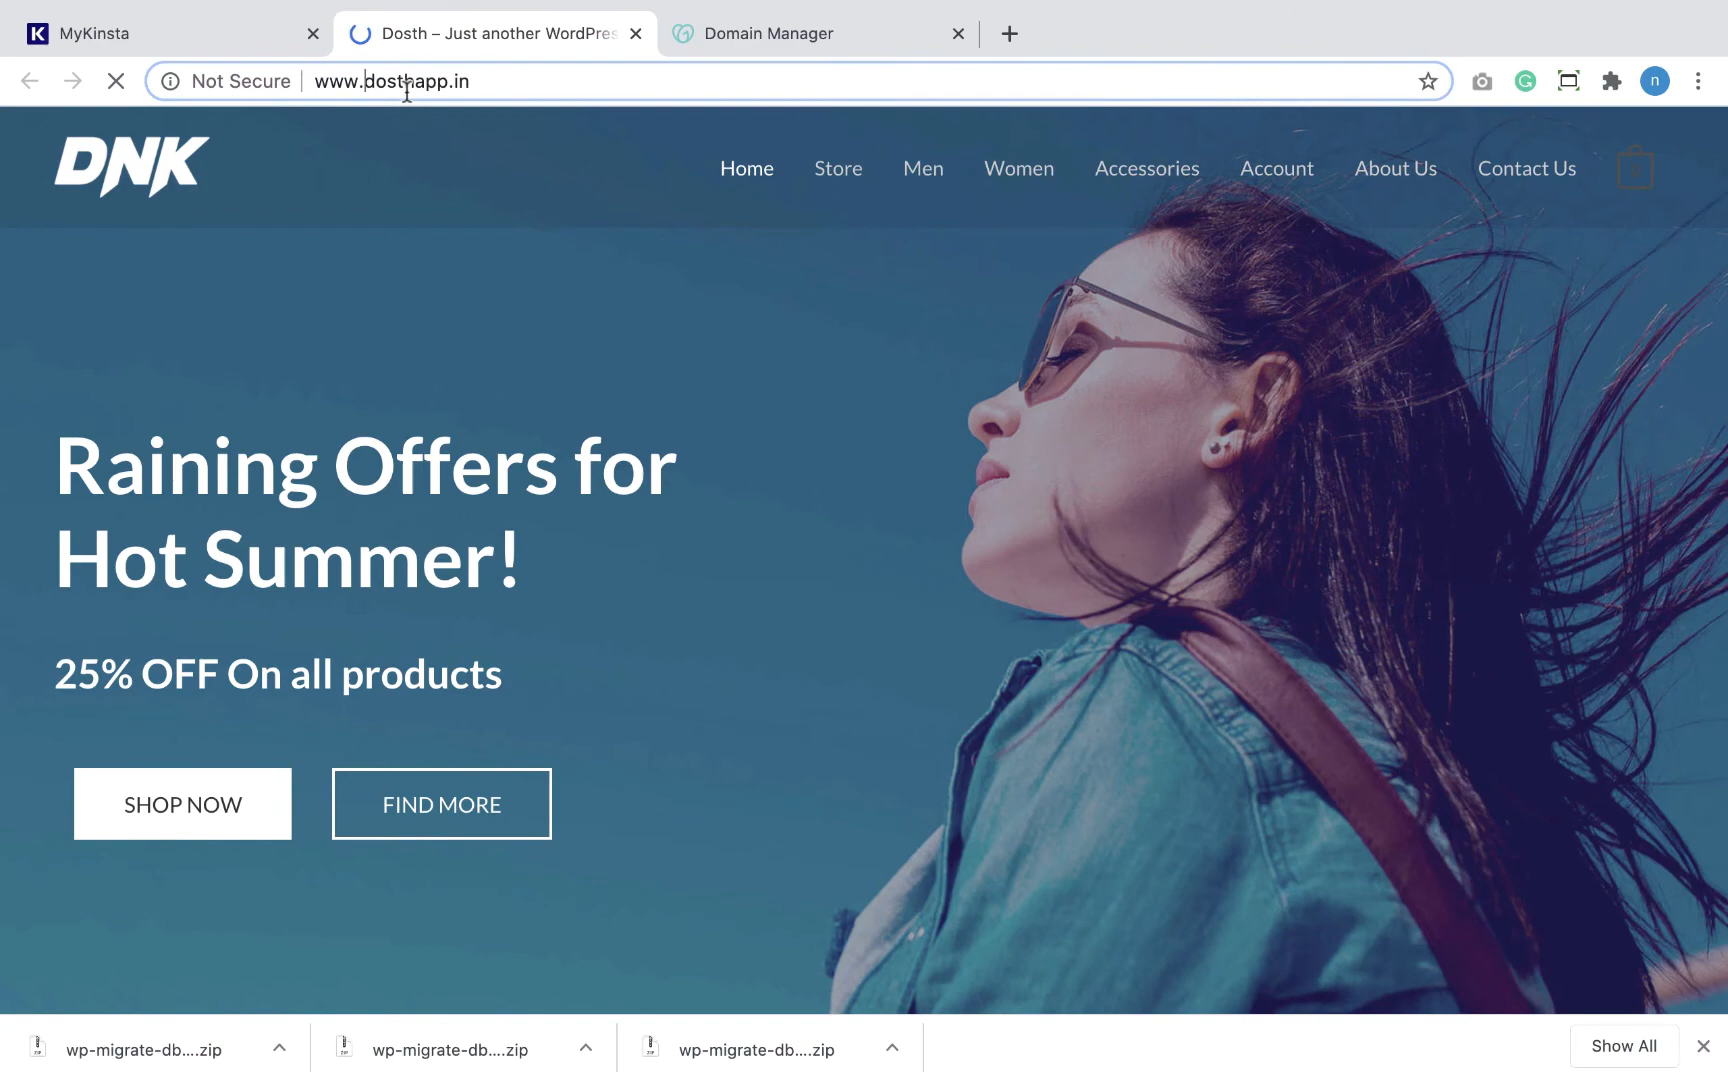 MyKinsta
Dosth – Just another WordPres
Domain Manager
Not Secure
www.dosthapp.in
n
DNK
Home
Store
Men
Women
Accessories
Account
About Us
Contact Us
Raining Offers for
Hot Summer!
25% OFF On all products
SHOP NOW
FIND MORE
wp-migrate-db....zip
wp-migrate-db....zip
wp-migrate-db....zip
Show All